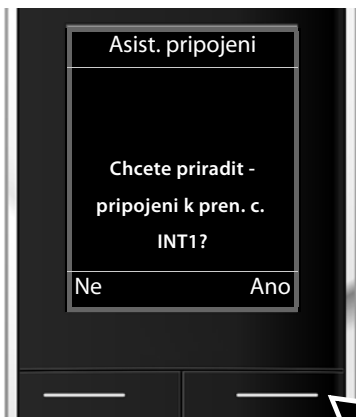 Asist. pripojeni
Chcete priradit -
pripojeni k pren. c.
INT1?
Ne Ano